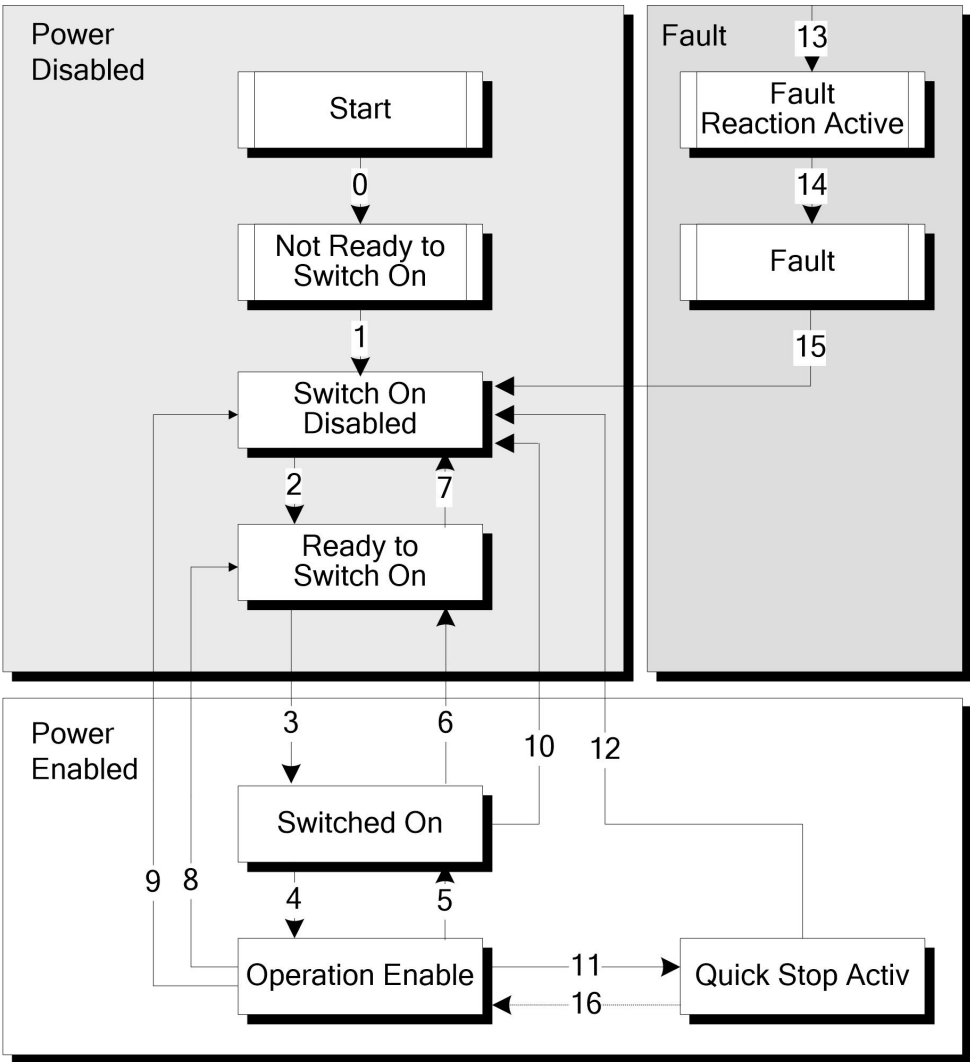 Power
Disabled
Start
0
Not Ready to
Switch On
1
Switch On
Disabled
2
7
Ready to
Switch On
Fault
13
Fault
Reaction Active
14
Fault
15
Power
Enabled
3
6
10
12
Switched On
9
8
4
5
Operation Enable
11
16
Quick Stop Activ